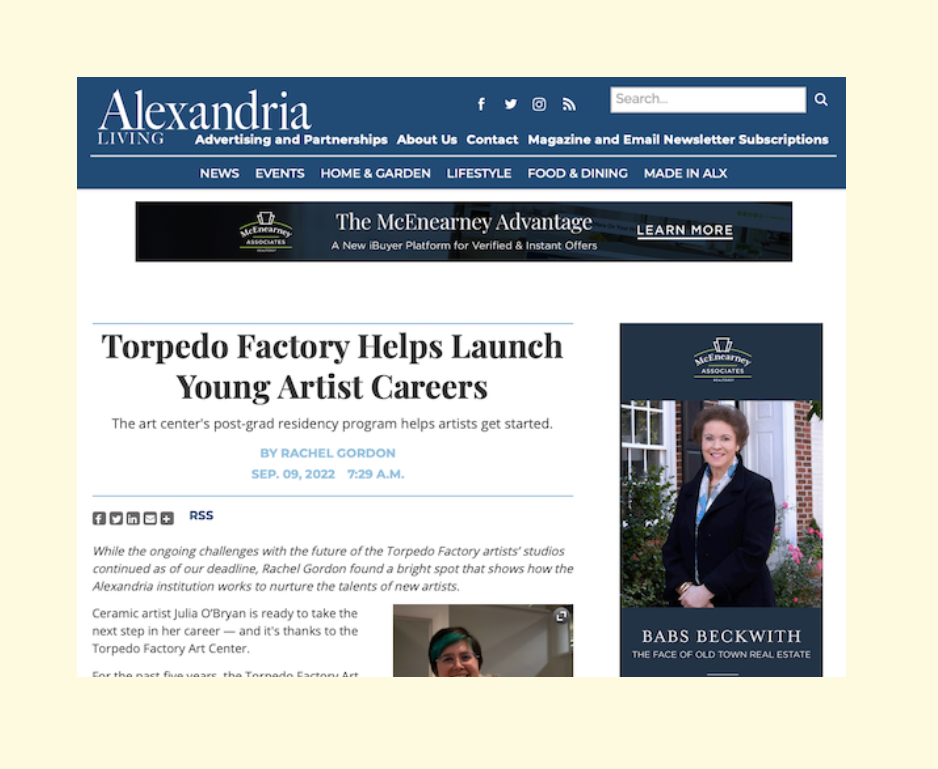 Alexandria
LIVING
Search...
Advertising and Partnerships About Us Contact Magazine and Email Newsletter Subscriptions
NEWS EVENTS HOME & GARDEN LIFESTYLE FOOD & DINING MADE IN ALX
McEnearney
ASSOCIATES
The McEnearney Advantage
A New iBuyer Platform for Verified & Instant Offers
LEARN MORE
Torpedo Factory Helps Launch
Young Artist Careers
The art center's post-grad residency program helps artists get started.
BY RACHEL GORDON
SEP. 09, 2022 7:29 A.M.
RSS
While the ongoing challenges with the future of the Torpedo Factory artists' studios
continued as of our deadline, Rachel Gordon found a bright spot that shows how the
Alexandria institution works to nurture the talents of new artists.
Ceramic artist Julia O'Bryan is ready to take the
next step in her career — and it's thanks to the
Torpedo Factory Art Center.
For the past five years, the Torpedo Factory Art
McEnearney
ASSOCIATES
BABS BECKWITH
THE FACE OF OLD TOWN REAL ESTATE